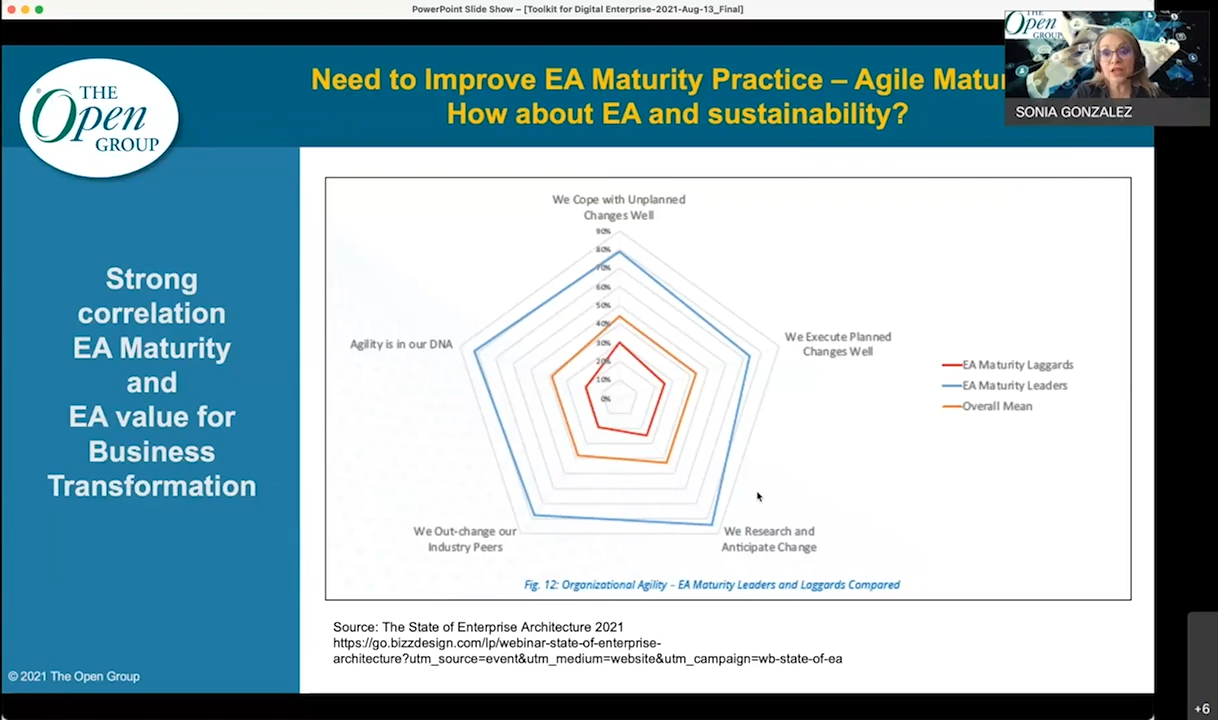 PowerPoint Slide Show – [Toolkit for Digital Enterprise-2021-Aug-13_Final]
THE
Open
GROUP
Need to Improve EA Maturity Practice – Agile
How about EA and sustainability?
THE
Open
GROUP
SONIA GONZALEZ
Strong
correlation
EA Maturity
and
EA value for
Business
Transformation
We Cope with Unplanned
Changes Well
90%
80%
70%
60%
50%
40%
30%
20%
10%
0%
Agility is in our DNA
We Execute Planned
Changes Well
EA Maturity Laggards
EA Maturity Leaders
Overall Mean
We Out-change our
Industry Peers
We Research and
Anticipate Change
Fig. 12: Organizational Agility – EA Maturity Leaders and Laggards Compared
Source: The State of Enterprise Architecture 2021
https://go.bizzdesign.com/lp/webinar-state-of-enterprise-
architecture?utm_source=event&utm_medium=website&utm_campaign=wb-state-of-ea
© 2021 The Open Group
+6